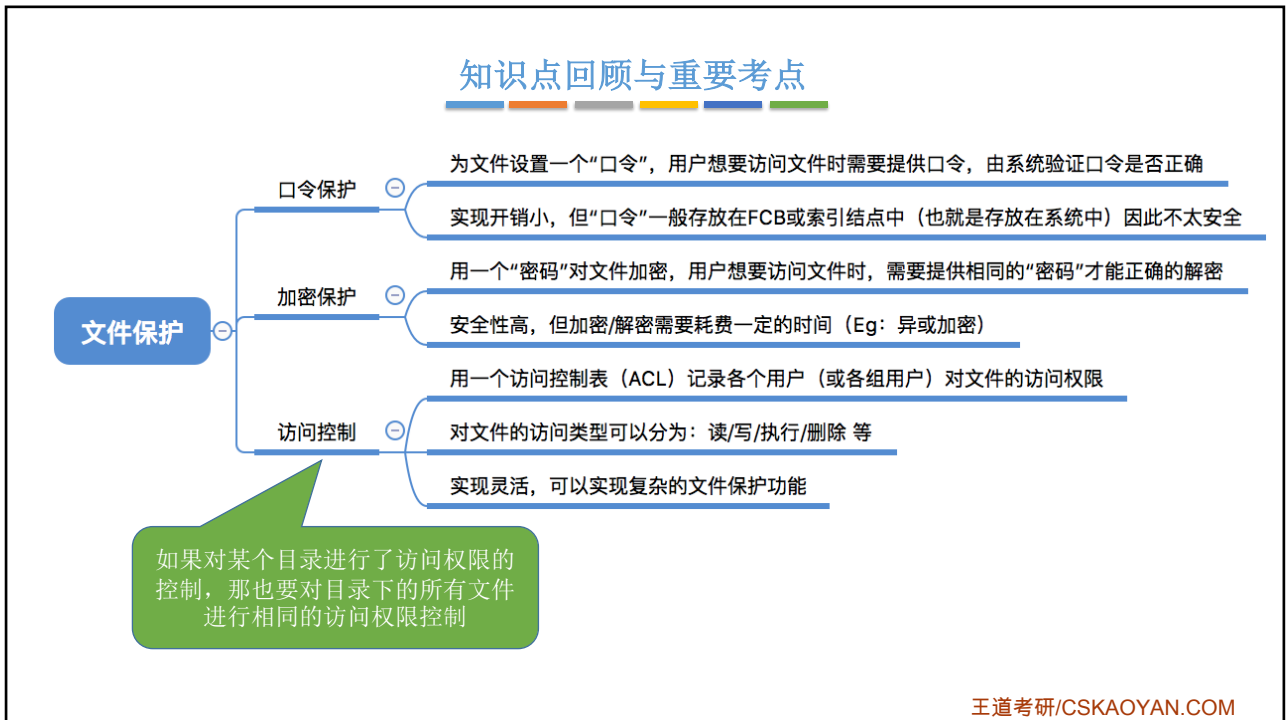 知识点回顾与重要考点
文件保护
口令保护
为文件设置一个“口令”，用户想要访问文件时需要提供口令，由系统验证口令是否正确
实现开销小，但“口令”一般存放在FCB或索引结点中（也就是存放在系统中）因此不太安全
加密保护
用一个“密码”对文件加密，用户想要访问文件时，需要提供相同的“密码”才能正确的解密
安全性高，但加密/解密需要耗费一定的时间（Eg：异或加密）
访问控制
用一个访问控制表（ACL）记录各个用户（或各组用户）对文件的访问权限
对文件的访问类型可以分为：读/写/执行/删除 等
实现灵活，可以实现复杂的文件保护功能
如果对某个目录进行了访问权限的
控制，那也要对目录下的所有文件
进行相同的访问权限控制
王道考研/CSKAOYAN.COM